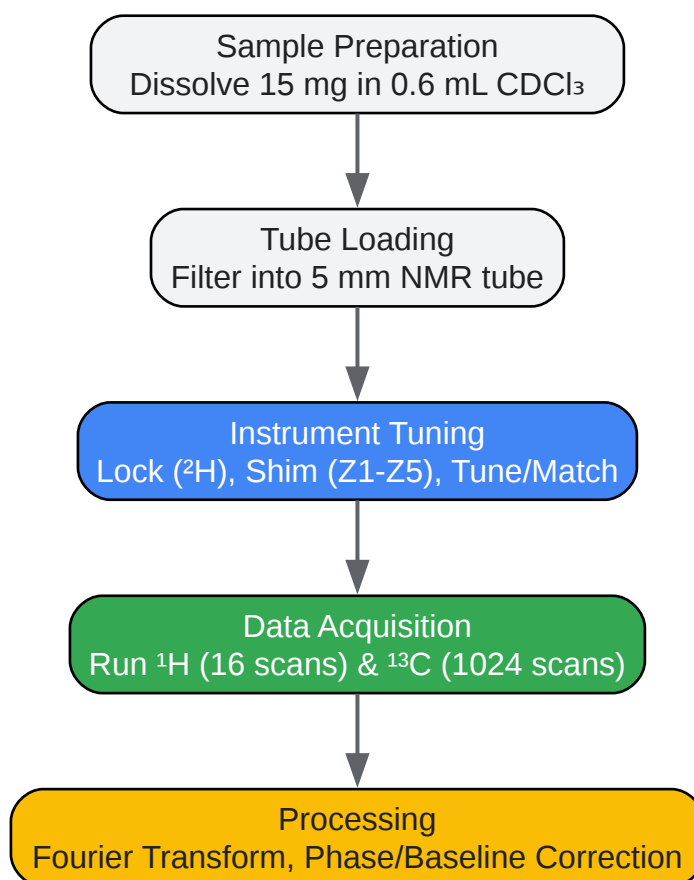 Sample Preparation
Dissolve 15 mg in 0.6 mL CDCl₃
Tube Loading
Filter into 5 mm NMR tube
Instrument Tuning
Lock (²H), Shim (Z1-Z5), Tune/Match
Data Acquisition
Run ¹H (16 scans) & ¹³C (1024 scans)
Processing
Fourier Transform, Phase/Baseline Correction